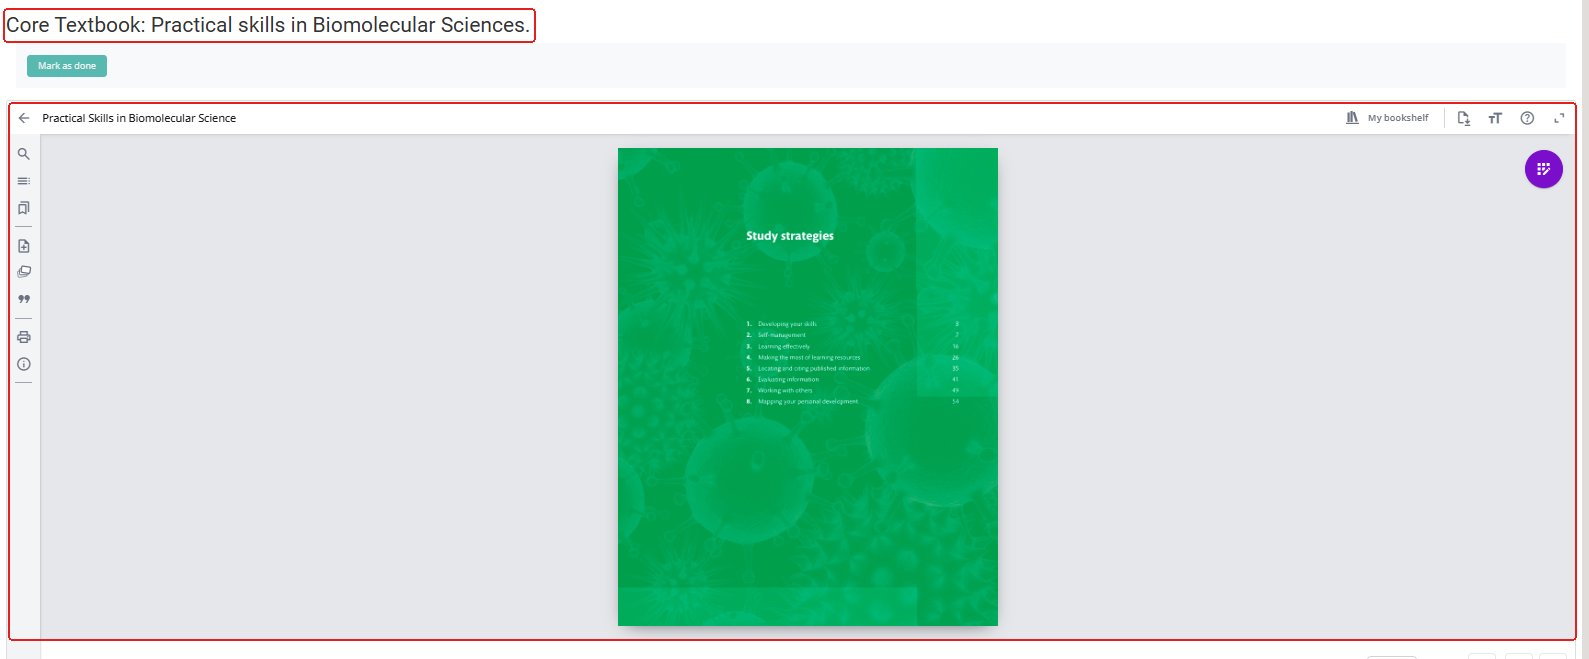 Core Textbook: Practical skills in Biomolecular Sciences.
Mark as done
Practical Skills in Biomolecular Science
My bookshelf
Study strategies
1. Developing your skills 3
2. Self-management 7
3. Learning effectively 16
4. Making the most of learning resources 26
5. Locating and citing published information 35
6. Evaluating information 41
7. Working with others 49
8. Mapping your personal development 54